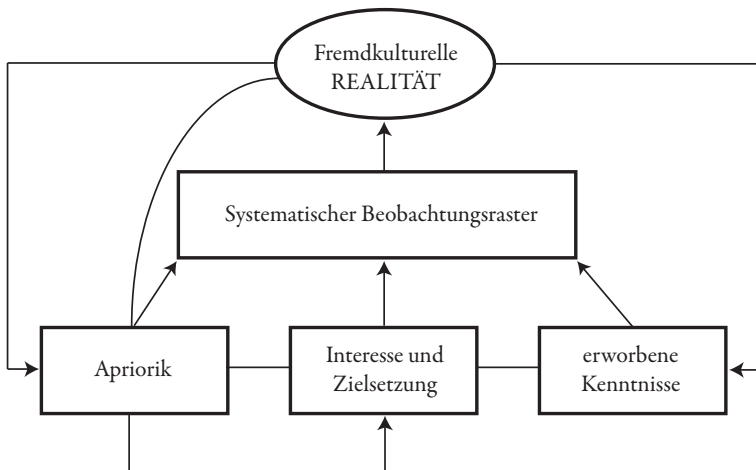 Fremdkulturelle
REALITÄT
Systematischer Beobachtungsraster
Apriorik
Interesse und
Zielsetzung
erworbene
Kenntnisse